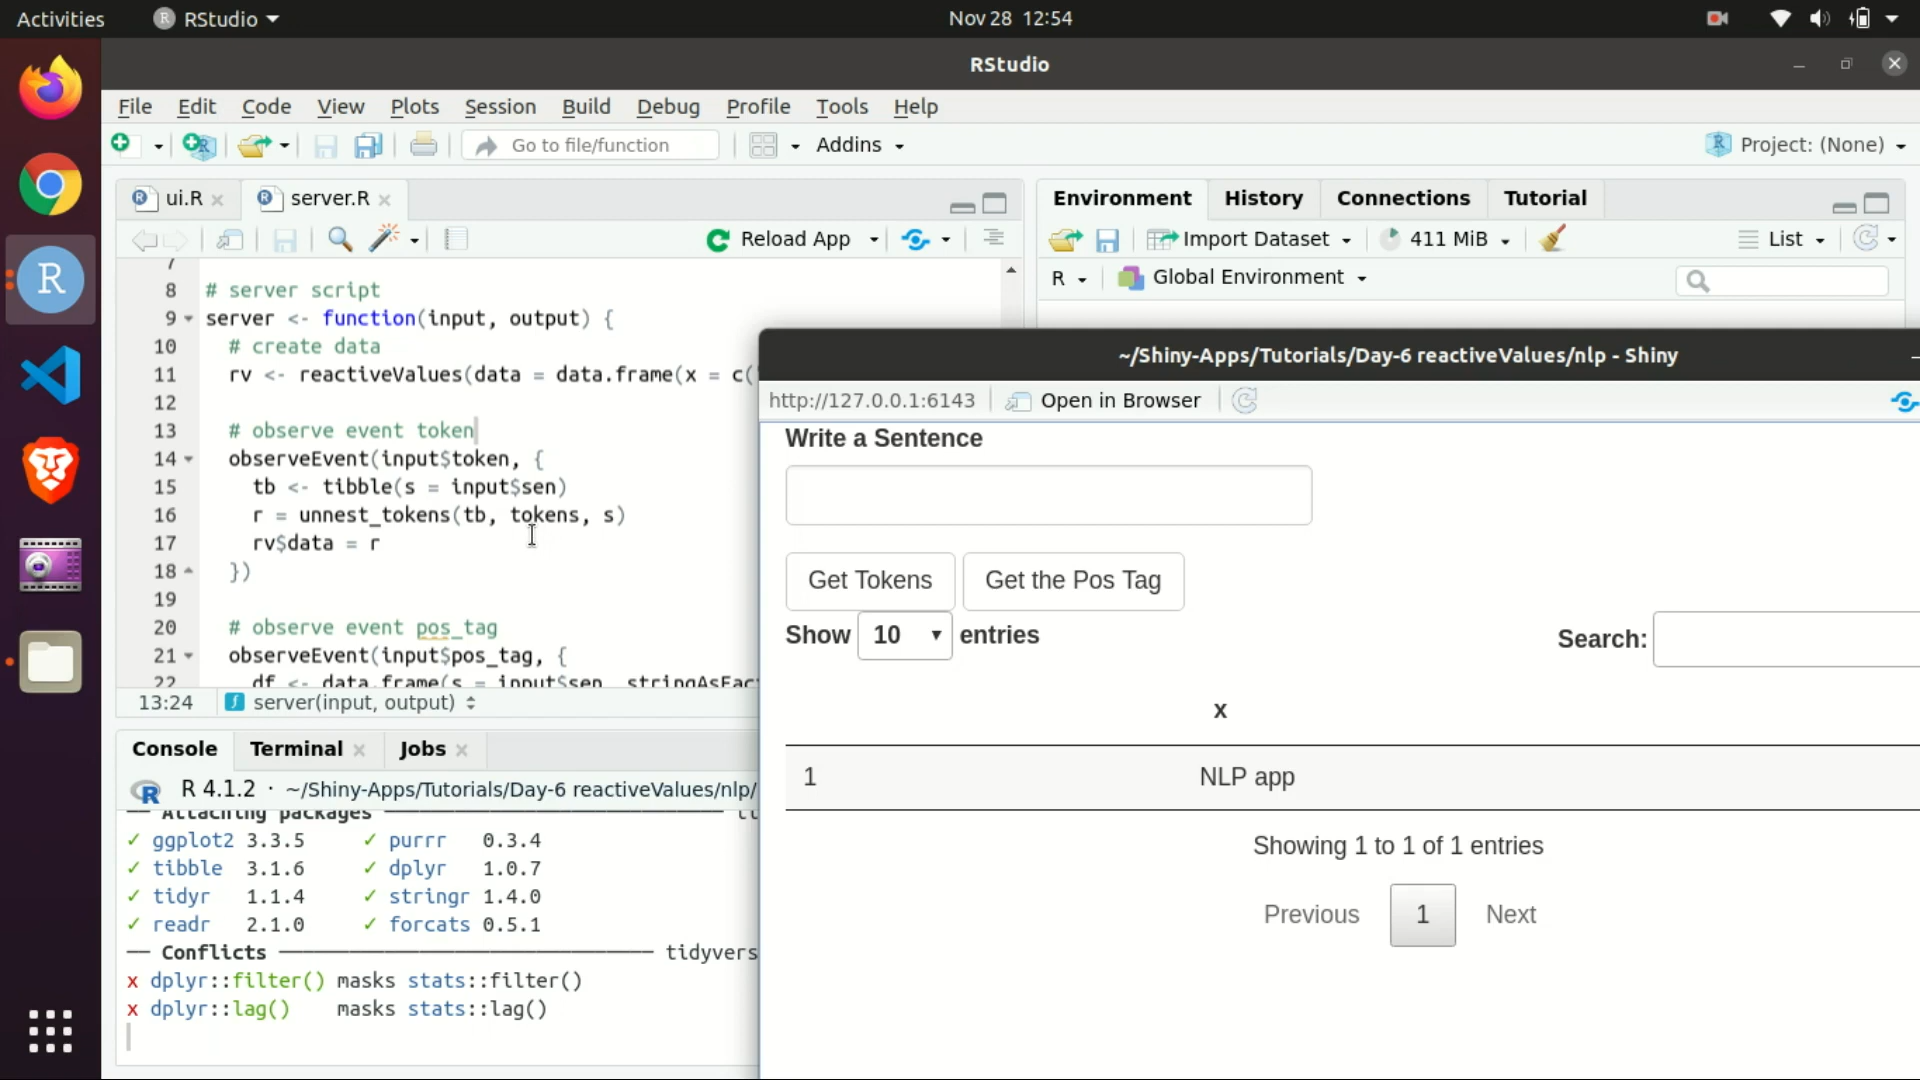 Activities
RStudio
Nov 28 12:54
RStudio
File Edit Code View Plots Session Build Debug Profile Tools Help
Go to file/function
Addins
Project: (None)
ui.R
server.R
Reload App
7
8 # server script
9 server <- function(input, output) {
10 # create data
11 rv <- reactiveValues(data = data.frame(x = c(
12
13 # observe event token
14 observeEvent(input$token, {
15 tb <- tibble(s = input$sen)
16 r = unnest_tokens(tb, tokens, s)
17 rv$data = r
18 })
19
20 # observe event pos_tag
21 observeEvent(input$pos_tag, {
22 df <- data.frame(s = input$sen, stringAsFac
13:24 server(input, output)
Environment History Connections Tutorial
Import Dataset 411 MiB List
R Global Environment
~/Shiny-Apps/Tutorials/Day-6 reactiveValues/nlp - Shiny
http://127.0.0.1:6143 Open in Browser
Write a Sentence
Get Tokens Get the Pos Tag
Show 10 entries
Search:
x
1 NLP app
Showing 1 to 1 of 1 entries
Previous 1 Next
Console Terminal Jobs
R 4.1.2 · ~/Shiny-Apps/Tutorials/Day-6 reactiveValues/nlp/
── Attaching packages ──
✓ ggplot2 3.3.5 ✓ purrr 0.3.4
✓ tibble 3.1.6 ✓ dplyr 1.0.7
✓ tidyr 1.1.4 ✓ stringr 1.4.0
✓ readr 2.1.0 ✓ forcats 0.5.1
── Conflicts ── tidyvers
x dplyr::filter() masks stats::filter()
x dplyr::lag() masks stats::lag()